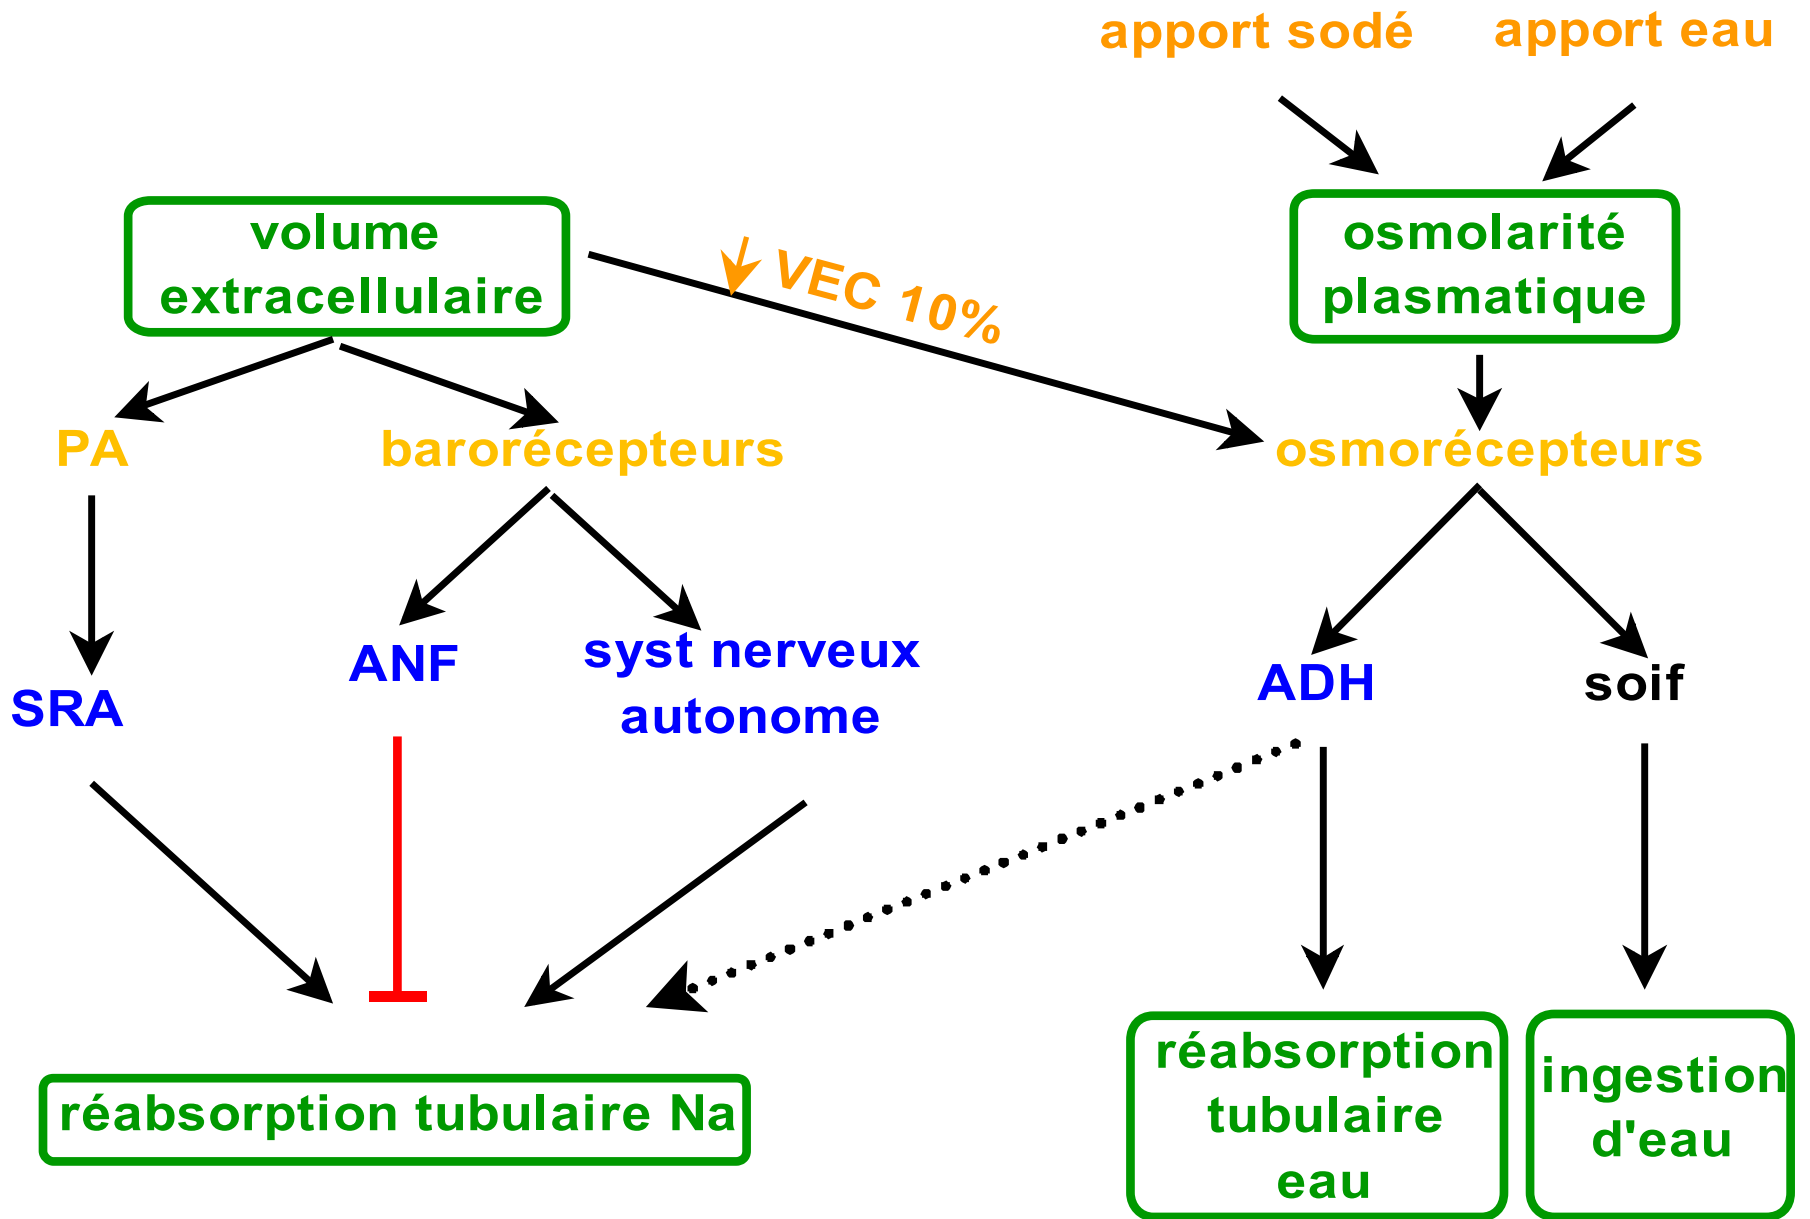 apport sodé
apport eau
volume
extracellulaire
↓ VEC 10%
osmolarité
plasmatique
PA
barorécepteurs
osmorécepteurs
SRA
ANF
syst nerveux
autonome
ADH
soif
réabsorption tubulaire Na
réabsorption
tubulaire
eau
ingestion
d'eau